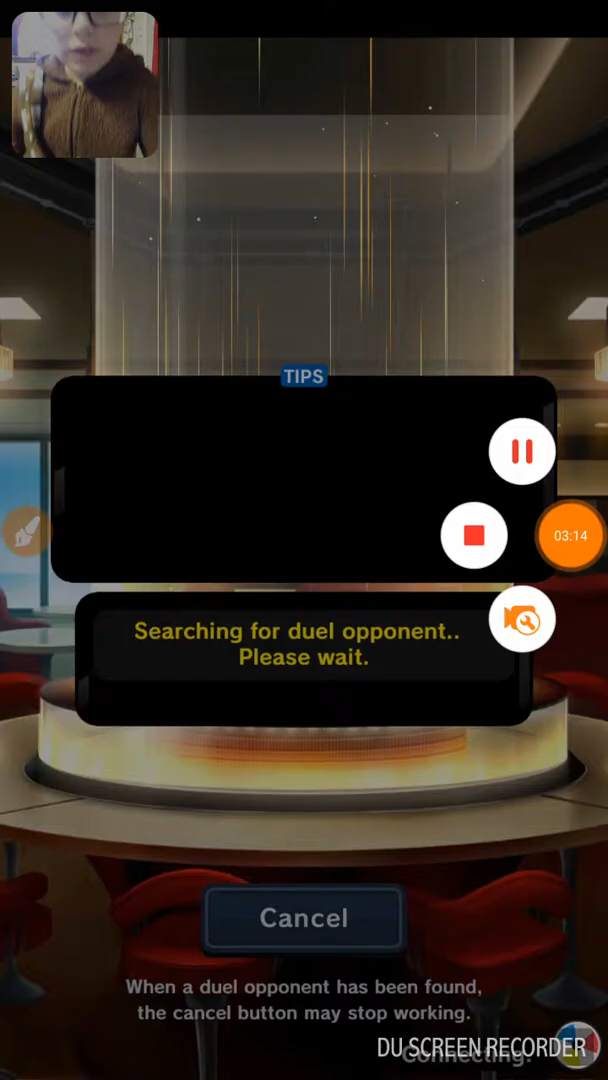 TIPS
03:14
Searching for duel opponent..
Please wait.
Cancel
When a duel opponent has been found,
the cancel button may stop working.
DU SCREEN RECORDER
Connecting.